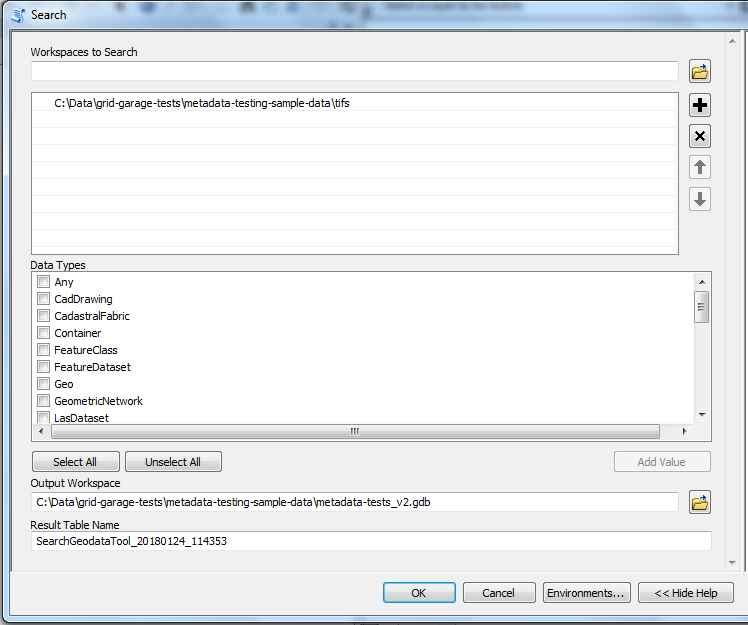 Search
Workspaces to Search
C:\Data\grid-garage-tests\metadata-testing-sample-data\tifs
Data Types
Any
CadDrawing
CadastralFabric
Container
FeatureClass
FeatureDataset
Geo
GeometricNetwork
LasDataset
Select All Unselect All Add Value
Output Workspace
C:\Data\grid-garage-tests\metadata-testing-sample-data\metadata-tests_v2.gdb
Result Table Name
SearchGeodataTool_20180124_114353
OK Cancel Environments... << Hide Help